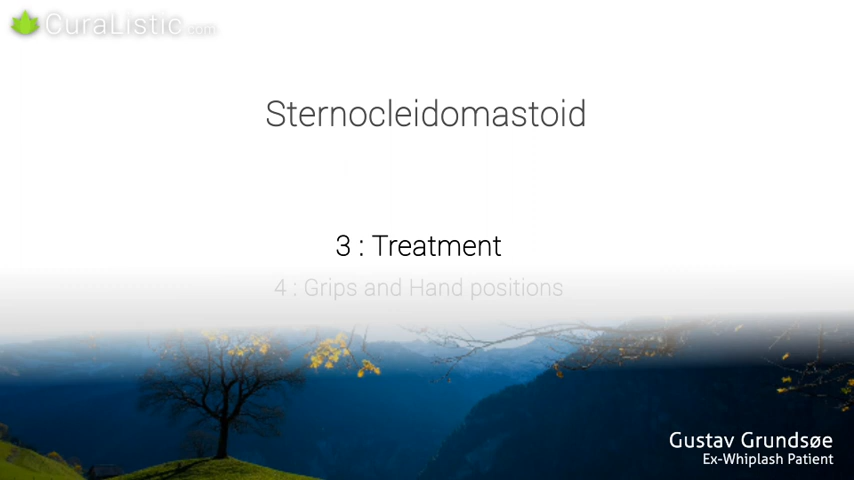 CuraListic.com
Sternocleidomastoid
3 : Treatment
4 : Grips and Hand positions
Gustav Grundsøe
Ex-Whiplash Patient